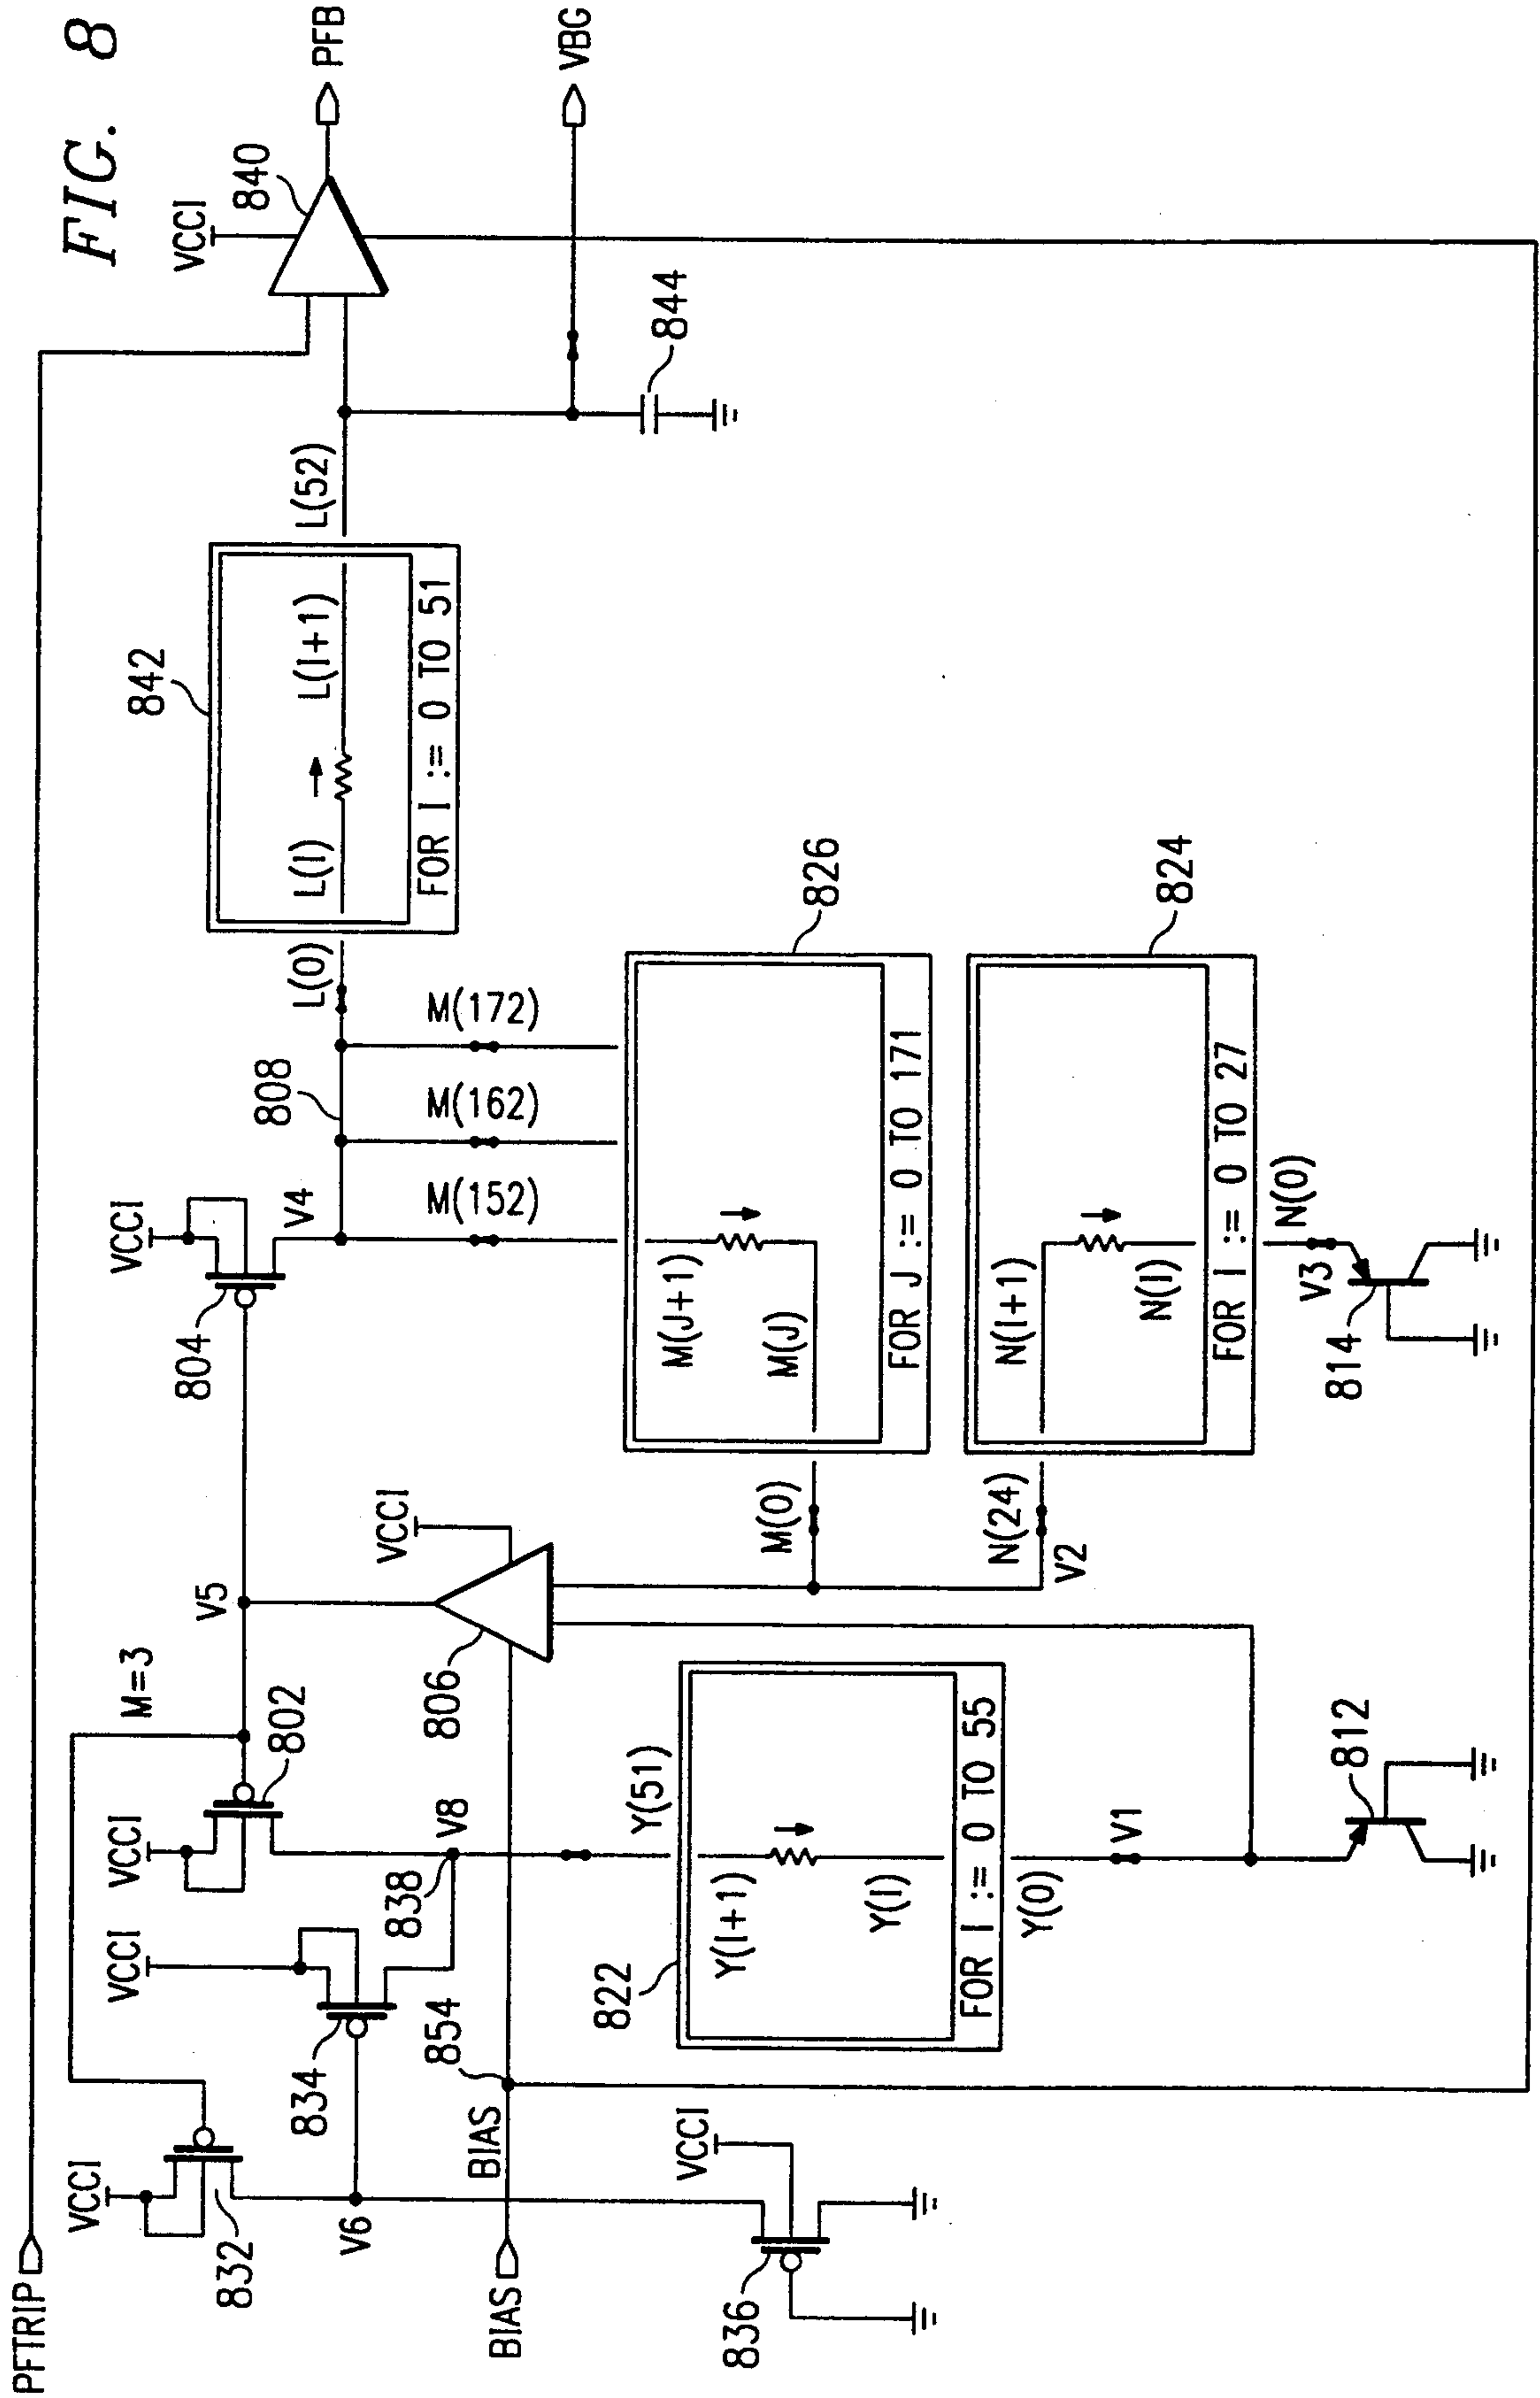 FIG. 8
PFTRIP
PFB
VBG
VCCI
840
844
L(52)
842
L(I)
L(I+1)
FOR I := 0 TO 51
L(0)
808
M(172)
M(162)
M(152)
826
M(J+1)
M(J)
FOR J := 0 TO 171
M(0)
824
N(I+1)
N(I)
FOR I := 0 TO 27
N(24)
V2
N(0)
V3
814
VCCI
V4
804
V5
VCCI
806
M=3
802
VCCI
V8
838
Y(51)
822
Y(I+1)
Y(I)
FOR I := 0 TO 55
Y(0)
V1
812
VCCI
834
854
BIAS
BIAS
VCCI
832
V6
VCCI
836